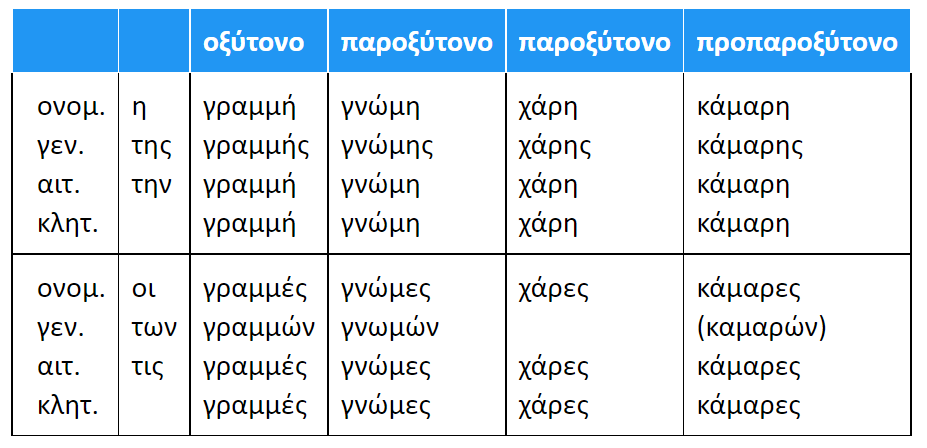 οξύτονο παροξύτονο παροξύτονο προπαροξύτονο
ονομ. η γραμμή γνώμη χάρη κάμαρη
γεν. της γραμμής γνώμης χάρης κάμαρης
αιτ. την γραμμή γνώμη χάρη κάμαρη
κλητ. γραμμή γνώμη χάρη κάμαρη
ονομ. οι γραμμές γνώμες χάρες κάμαρες
γεν. των γραμμών γνωμών (καμαρών)
αιτ. τις γραμμές γνώμες χάρες κάμαρες
κλητ. γραμμές γνώμες χάρες κάμαρες